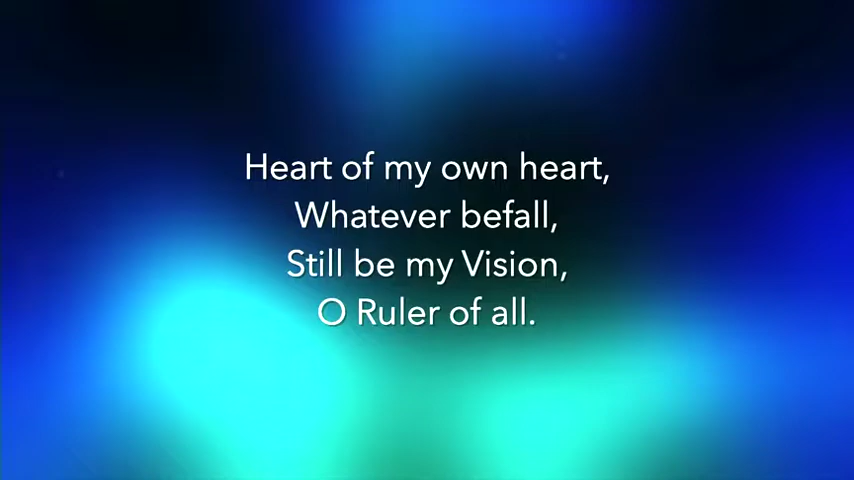 Heart of my own heart,
Whatever befall,
Still be my Vision,
O Ruler of all.